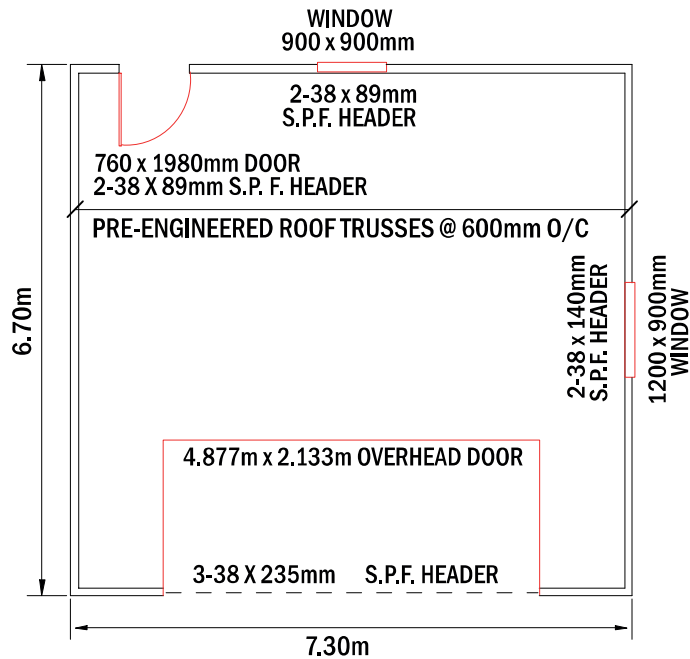 WINDOW
900 x 900mm
2-38 x 89mm
S.P.F. HEADER
760 x 1980mm DOOR
2-38 X 89mm S.P. F. HEADER
PRE-ENGINEERED ROOF TRUSSES @ 600mm O/C
6.70m
2-38 x 140mm
S.P.F. HEADER
1200 x 900mm
WINDOW
4.877m x 2.133m OVERHEAD DOOR
3-38 X 235mm S.P.F. HEADER
7.30m